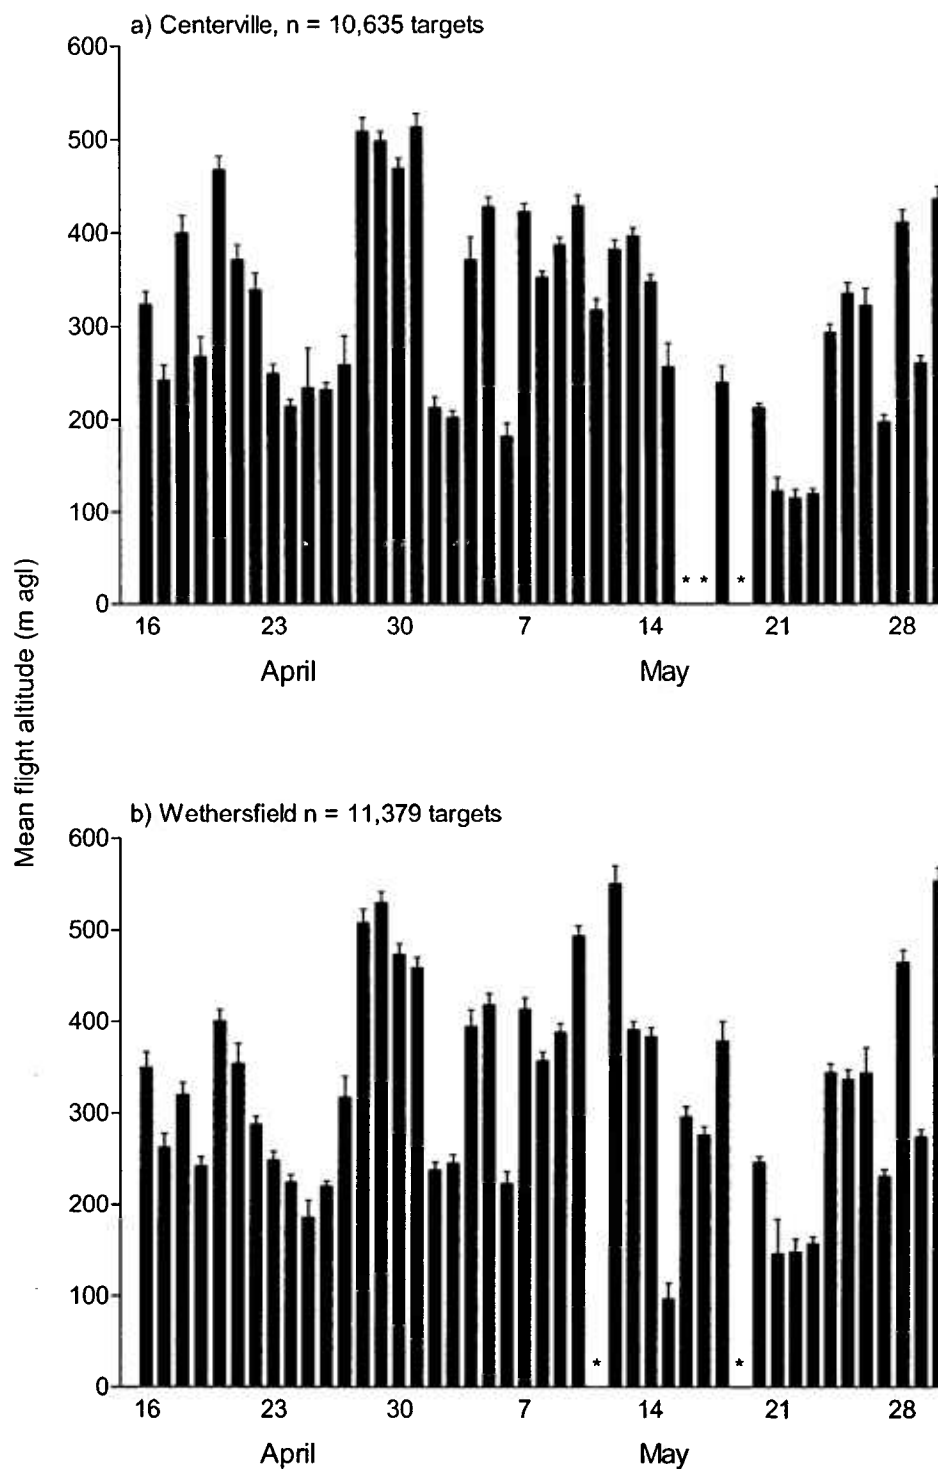 a) Centerville, n = 10,635 targets
600
500
400
300
200
100
0
* * *
16 23 30 7 14 21 28
April May
Mean flight altitude (m agl)
b) Wethersfield n = 11,379 targets
600
500
400
300
200
100
0
* *
16 23 30 7 14 21 28
April May